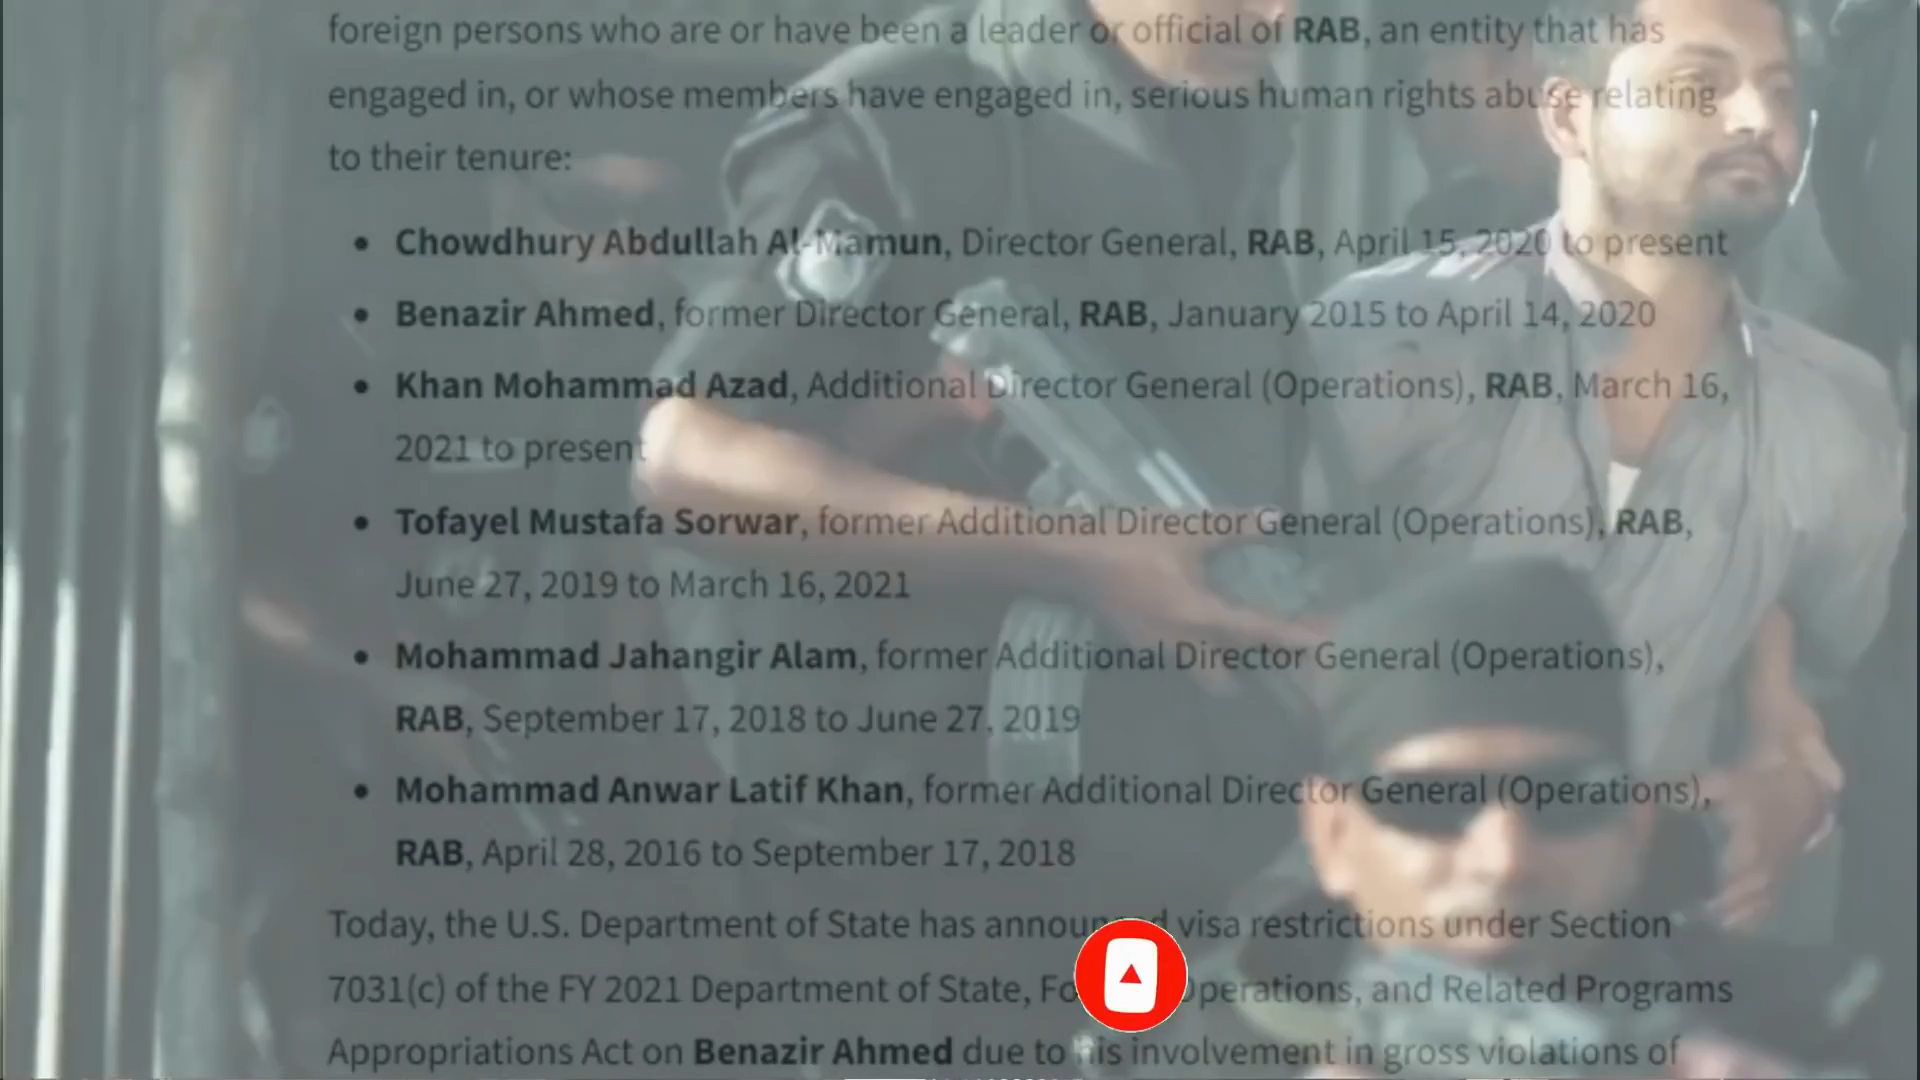 foreign persons who are or have been a leader or official of RAB, an entity that has
engaged in, or whose members have engaged in, serious human rights abuse relating
to their tenure:
• Chowdhury Abdullah Al-Mamun, Director General, RAB, April 15, 2020 to present
• Benazir Ahmed, former Director General, RAB, January 2015 to April 14, 2020
• Khan Mohammad Azad, Additional Director General (Operations), RAB, March 16,
2021 to present
• Tofayel Mustafa Sorwar, former Additional Director General (Operations), RAB,
June 27, 2019 to March 16, 2021
• Mohammad Jahangir Alam, former Additional Director General (Operations),
RAB, September 17, 2018 to June 27, 2019
• Mohammad Anwar Latif Khan, former Additional Director General (Operations),
RAB, April 28, 2016 to September 17, 2018
Today, the U.S. Department of State has announced visa restrictions under Section
7031(c) of the FY 2021 Department of State, Operations, and Related Programs
Appropriations Act on Benazir Ahmed due to his involvement in gross violations of